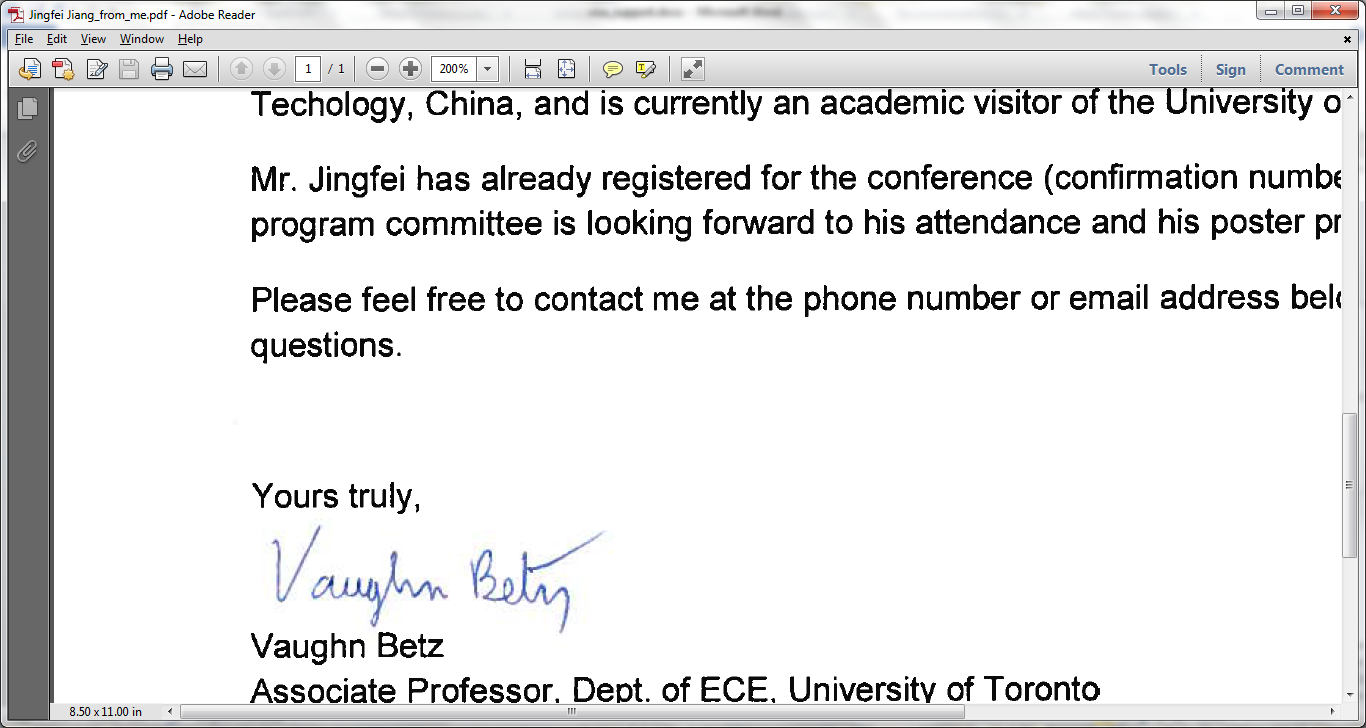 Jingfei Jiang_from_me.pdf - Adobe Reader
File Edit View Window Help
1 / 1 200% Tools Sign Comment
Techology, China, and is currently an academic visitor of the University o
Mr. Jingfei has already registered for the conference (confirmation numbe
program committee is looking forward to his attendance and his poster pr
Please feel free to contact me at the phone number or email address belo
questions.
Yours truly,
Vaughn Betz
Vaughn Betz
Associate Professor, Dept. of ECE, University of Toronto
8.50 x 11.00 in